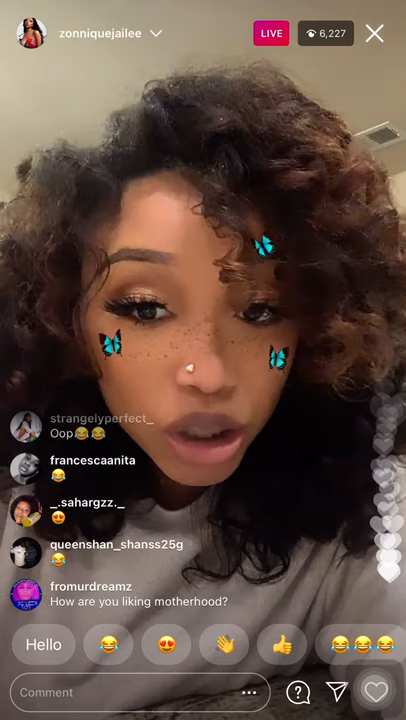 zonniquejailee
LIVE
6,227
strangelyperfect_
Oop😂😂
francescaanita
😂
_.sahargzz._
😍
queenshan_shanss25g
😂
fromurdreamz
How are you liking motherhood?
Hello 😂 😍 👋 👍 😂😂😂
Comment